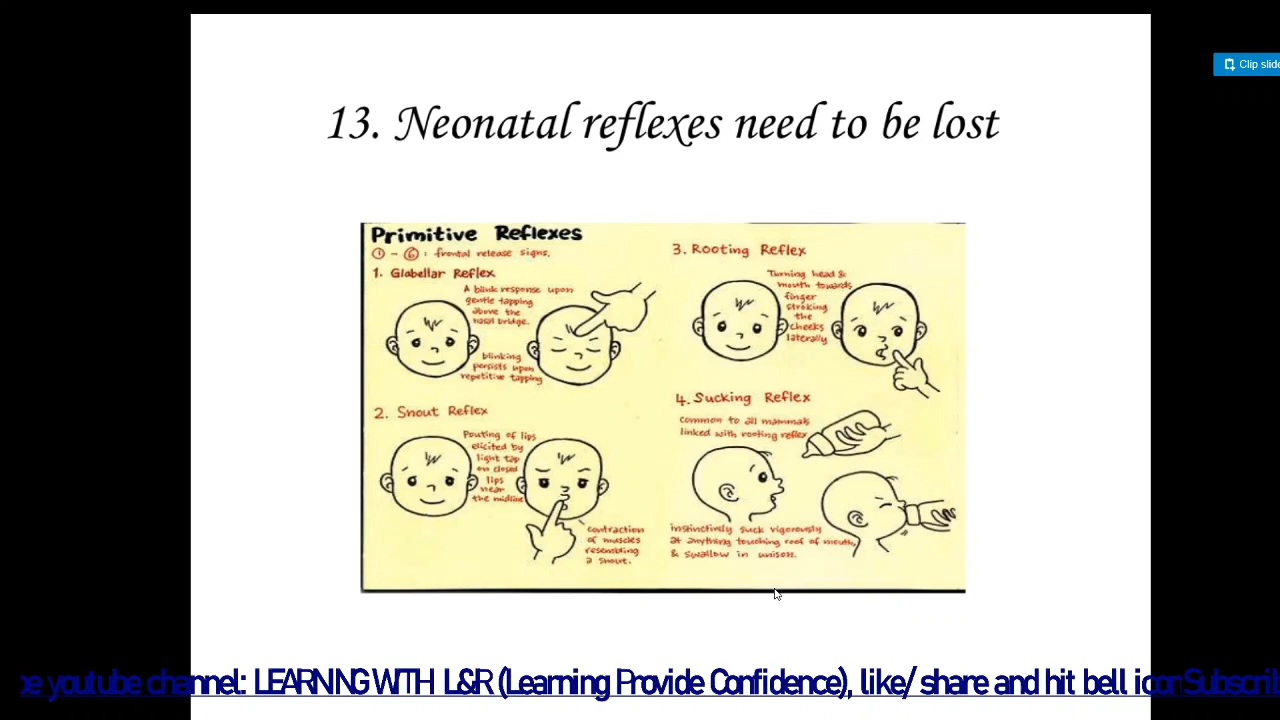 Clip slide
13. Neonatal reflexes need to be lost
Primitive Reflexes
① - ⑥ : frontal release signs.
1. Glabellar Reflex
A blink response upon
gentle tapping
above the
nasal bridge.
blinking
persists upon
repetitive tapping
2. Snout Reflex
Pouting of lips
elicited by
light tap
on closed
lips
near
the midline
contraction
of muscles
resembling
a snout.
3. Rooting Reflex
Turning head &
mouth towards
finger
stroking
the
cheeks
laterally
4. Sucking Reflex
common to all mammals
linked with rooting reflex
instinctively suck vigorously
at anything touching roof of mouth,
& swallow in unison.
youtube channel: LEARNING WITH L&R (Learning Provide Confidence), like/ share and hit bell icon Subscrib